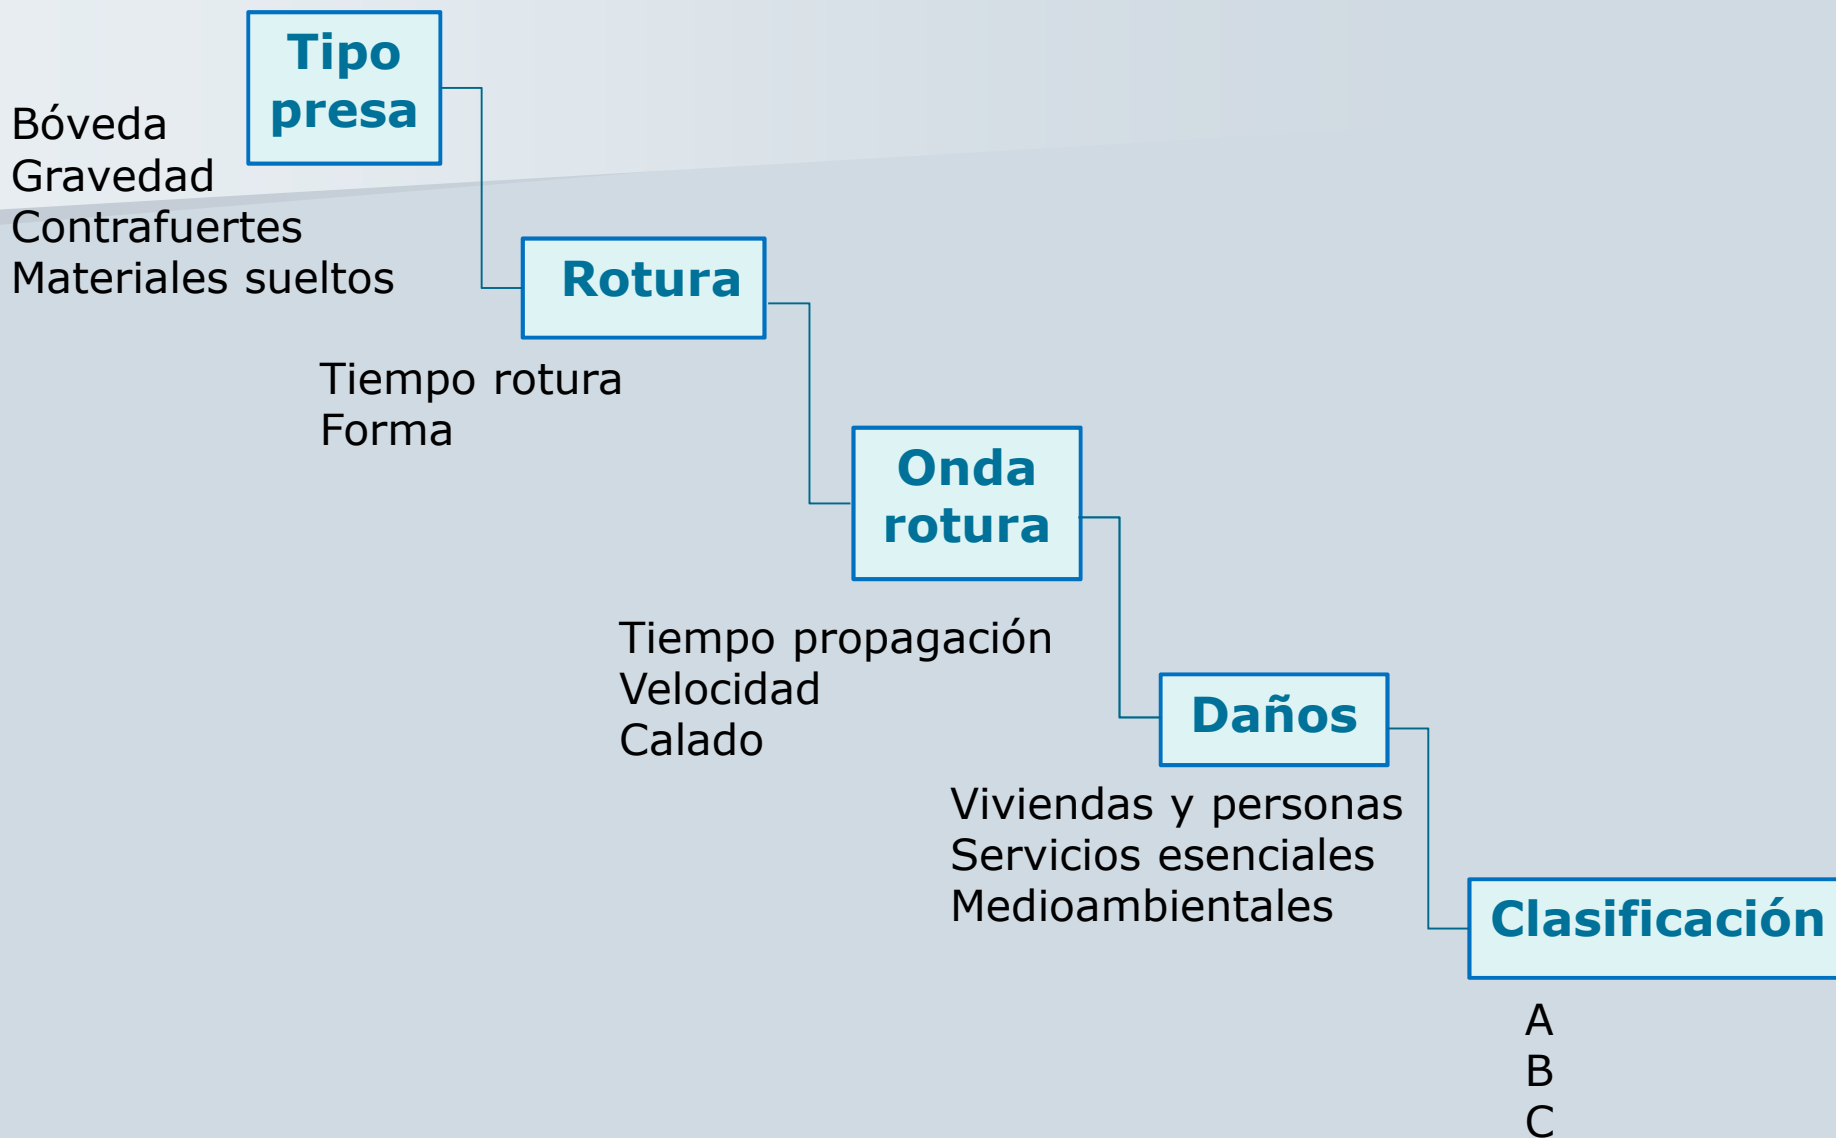 Tipo
presa
Bóveda
Gravedad
Contrafuertes
Materiales sueltos
Rotura
Tiempo rotura
Forma
Onda
rotura
Tiempo propagación
Velocidad
Calado
Daños
Viviendas y personas
Servicios esenciales
Medioambientales
Clasificación
A
B
C